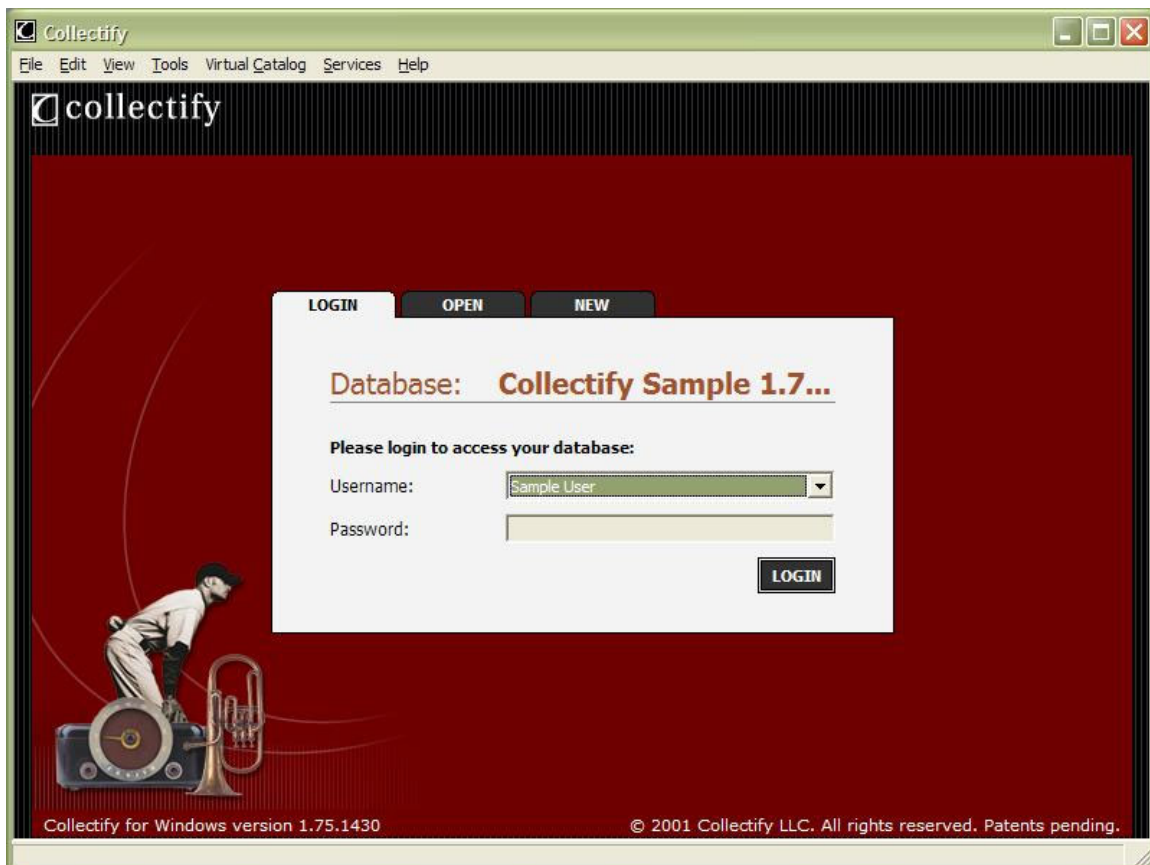 Collectify
File Edit View Tools Virtual Catalog Services Help
collectify
LOGIN OPEN NEW
Database: Collectify Sample 1.7...
Please login to access your database:
Username: Sample User
Password:
LOGIN
ZENITH
Collectify for Windows version 1.75.1430 © 2001 Collectify LLC. All rights reserved. Patents pending.